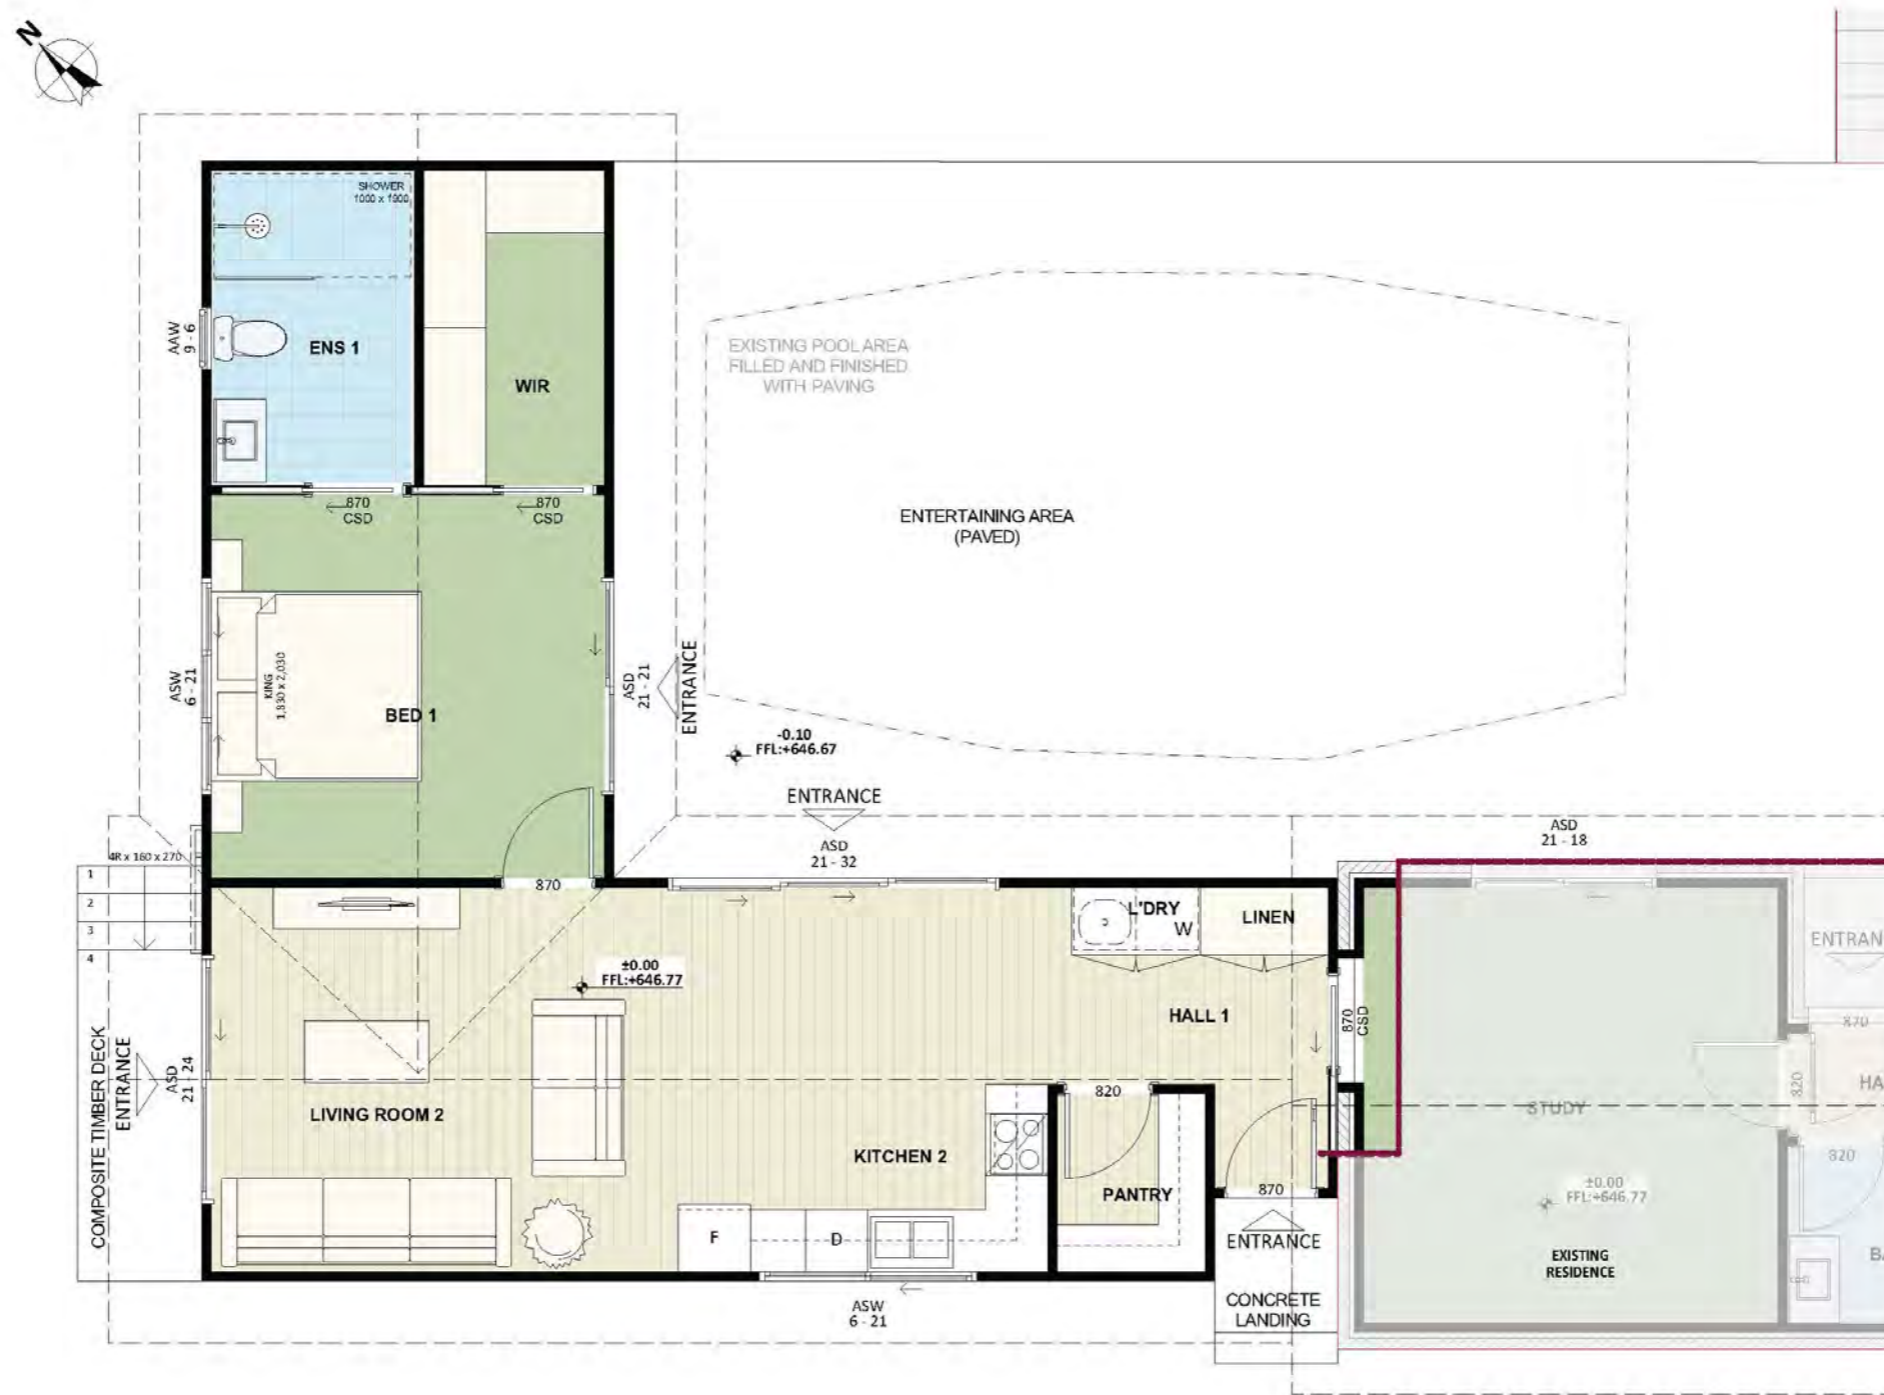 N
SHOWER
1000 x 1900
AAW
9 - 6
ENS 1
WIR
EXISTING POOL AREA
FILLED AND FINISHED
WITH PAVING
870
CSD
870
CSD
ENTERTAINING AREA
(PAVED)
ASW
6 - 21
KING
1,830 x 2,030
BED 1
ASD
21 - 21
ENTRANCE
-0.10
FFL:+646.67
ENTRANCE
ASD
21 - 32
ASD
21 - 18
4R x 160 x 270
1
2
3
4
870
L'DRY
W
LINEN
ENTRAN
±0.00
FFL:+646.77
HALL 1
870
CSD
870
COMPOSITE TIMBER DECK
ENTRANCE
ASD
21 - 24
LIVING ROOM 2
820
820
HA
STUDY
KITCHEN 2
820
PANTRY
870
±0.00
FFL:+646.77
F
D
ENTRANCE
EXISTING
RESIDENCE
BA
CONCRETE
LANDING
ASW
6 - 21